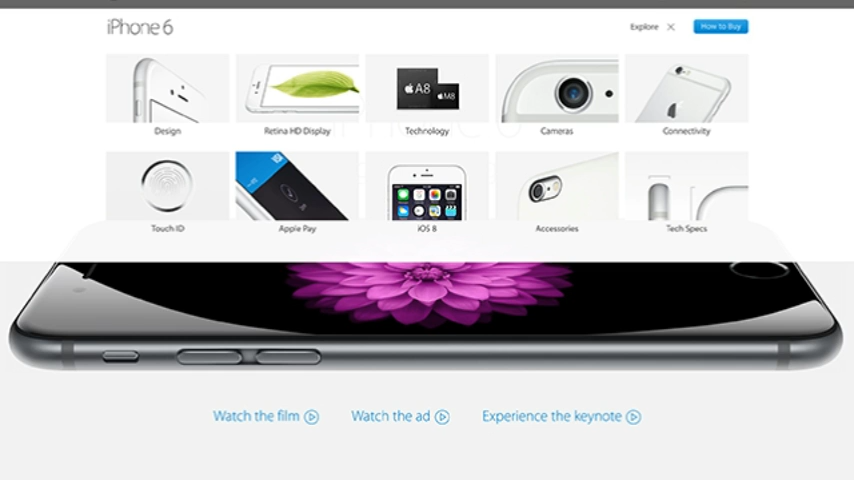 iPhone 6
Explore
How to Buy
A8
M8
Design
Retina HD Display
Technology
Cameras
Connectivity
Touch ID
Apple Pay
iOS 8
Accessories
Tech Specs
Watch the film
Watch the ad
Experience the keynote